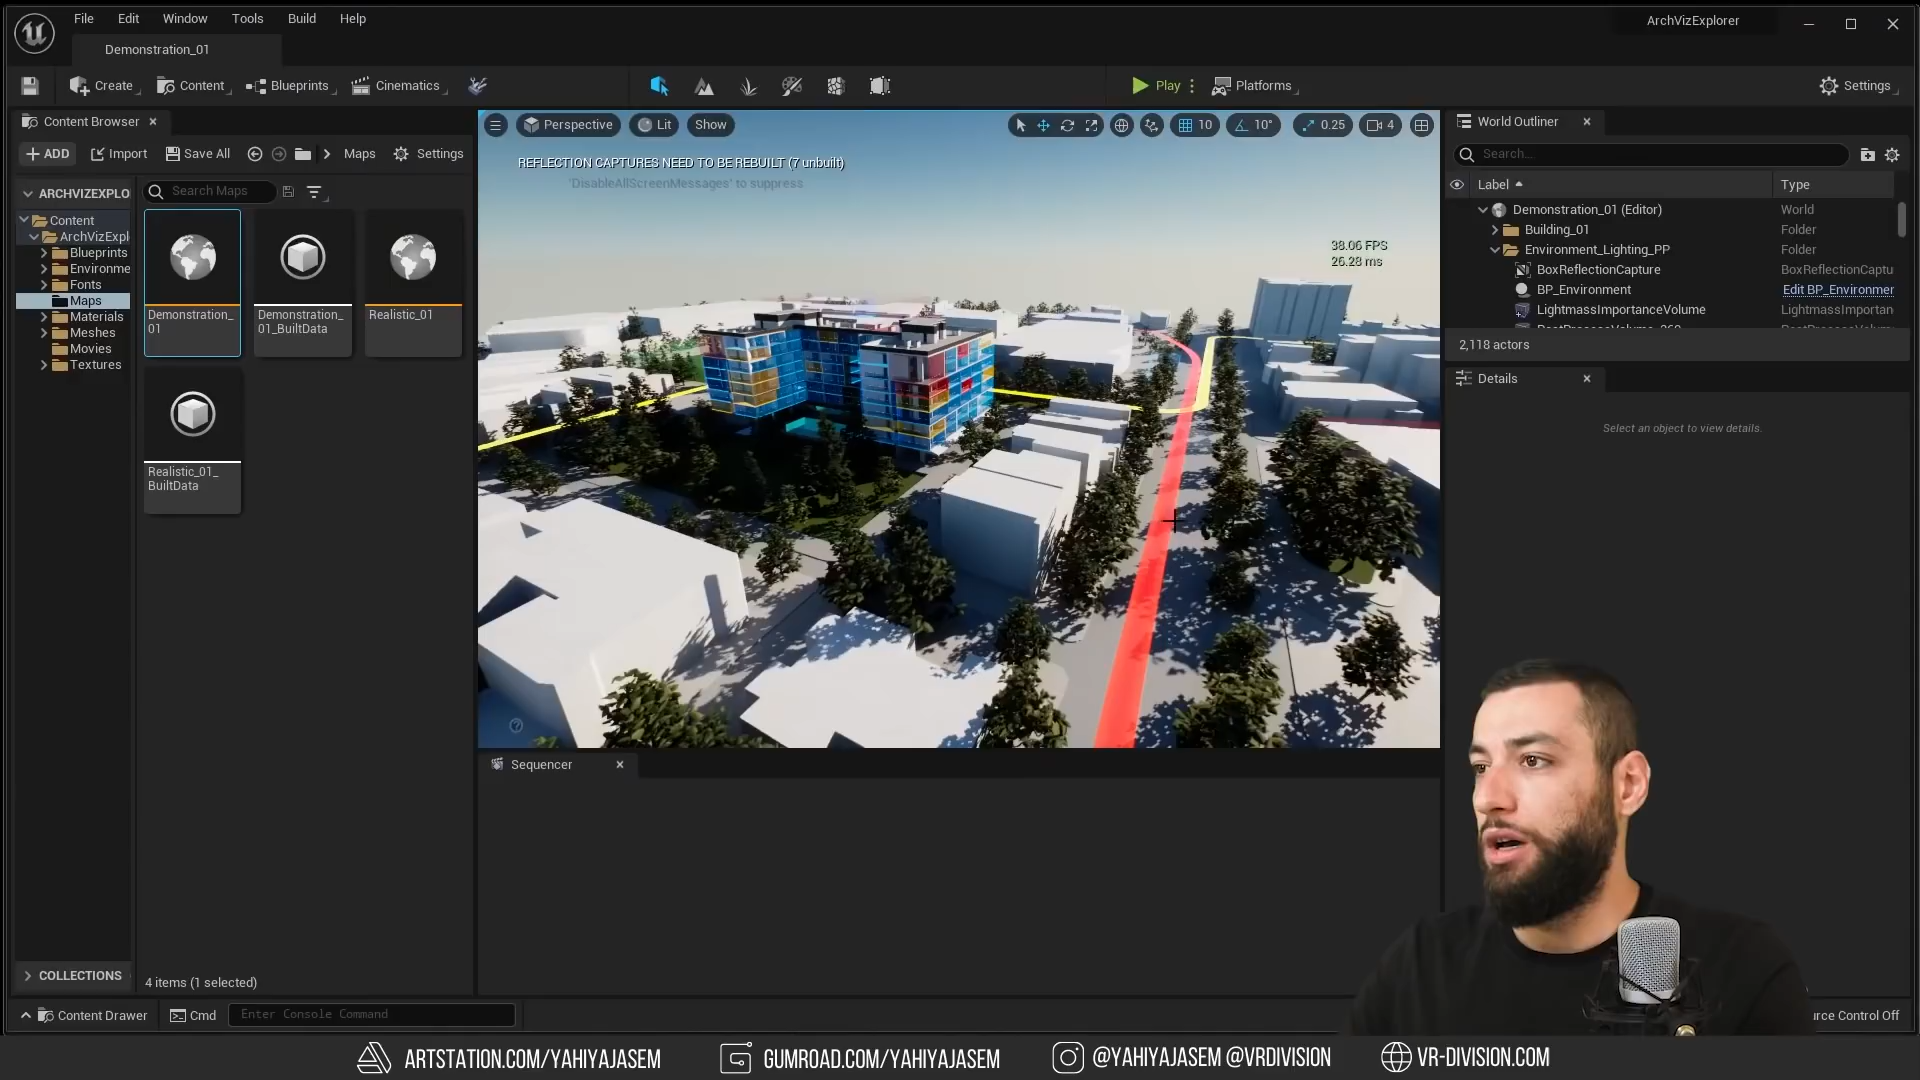 File Edit Window Tools Build Help
ArchVizExplorer
Demonstration_01
Create Content Blueprints Cinematics Play Platforms Settings
Content Browser
ADD Import Save All Maps Settings
ARCHVIZEXPLO
Search Maps
Content
ArchVizExpl
Blueprints
Environme
Fonts
Maps
Materials
Meshes
Movies
Textures
Demonstration_
01
Demonstration_
01_BuiltData
Realistic_01
Realistic_01_
BuiltData
COLLECTIONS
4 items (1 selected)
Perspective Lit Show 10 10° 0.25 4
REFLECTION CAPTURES NEED TO BE REBUILT (7 unbuilt)
'DisableAllScreenMessages' to suppress
38.06 FPS
26.28 ms
Sequencer
World Outliner
Search...
Label Type
Demonstration_01 (Editor) World
Building_01 Folder
Environment_Lighting_PP Folder
BoxReflectionCapture BoxReflectionCaptu
BP_Environment Edit BP_Environmer
LightmassImportanceVolume LightmassImportan
2,118 actors
Details
Select an object to view details.
Content Drawer Cmd Enter Console Command
urce Control Off
ARTSTATION.COM/YAHIYAJASEM GUMROAD.COM/YAHIYAJASEM @YAHIYAJASEM @VRDIVISION VR-DIVISION.COM